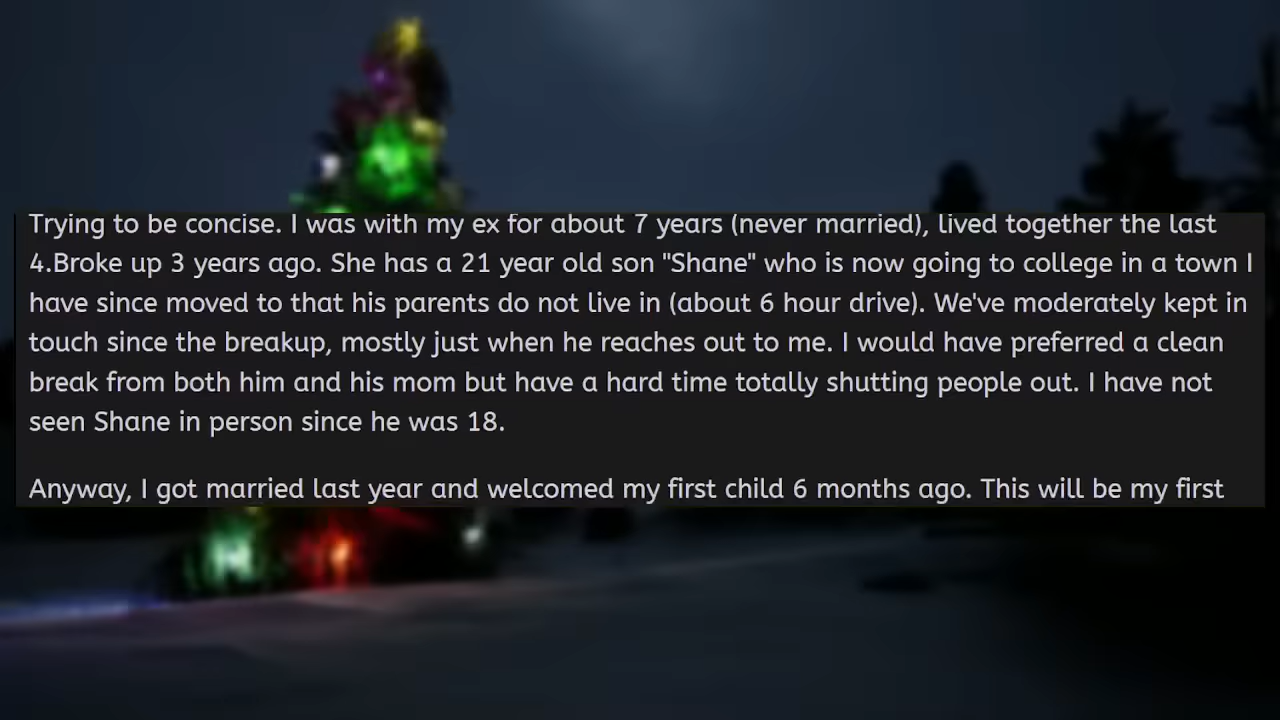 Trying to be concise. I was with my ex for about 7 years (never married), lived together the last
4.Broke up 3 years ago. She has a 21 year old son "Shane" who is now going to college in a town I
have since moved to that his parents do not live in (about 6 hour drive). We've moderately kept in
touch since the breakup, mostly just when he reaches out to me. I would have preferred a clean
break from both him and his mom but have a hard time totally shutting people out. I have not
seen Shane in person since he was 18.
Anyway, I got married last year and welcomed my first child 6 months ago. This will be my first